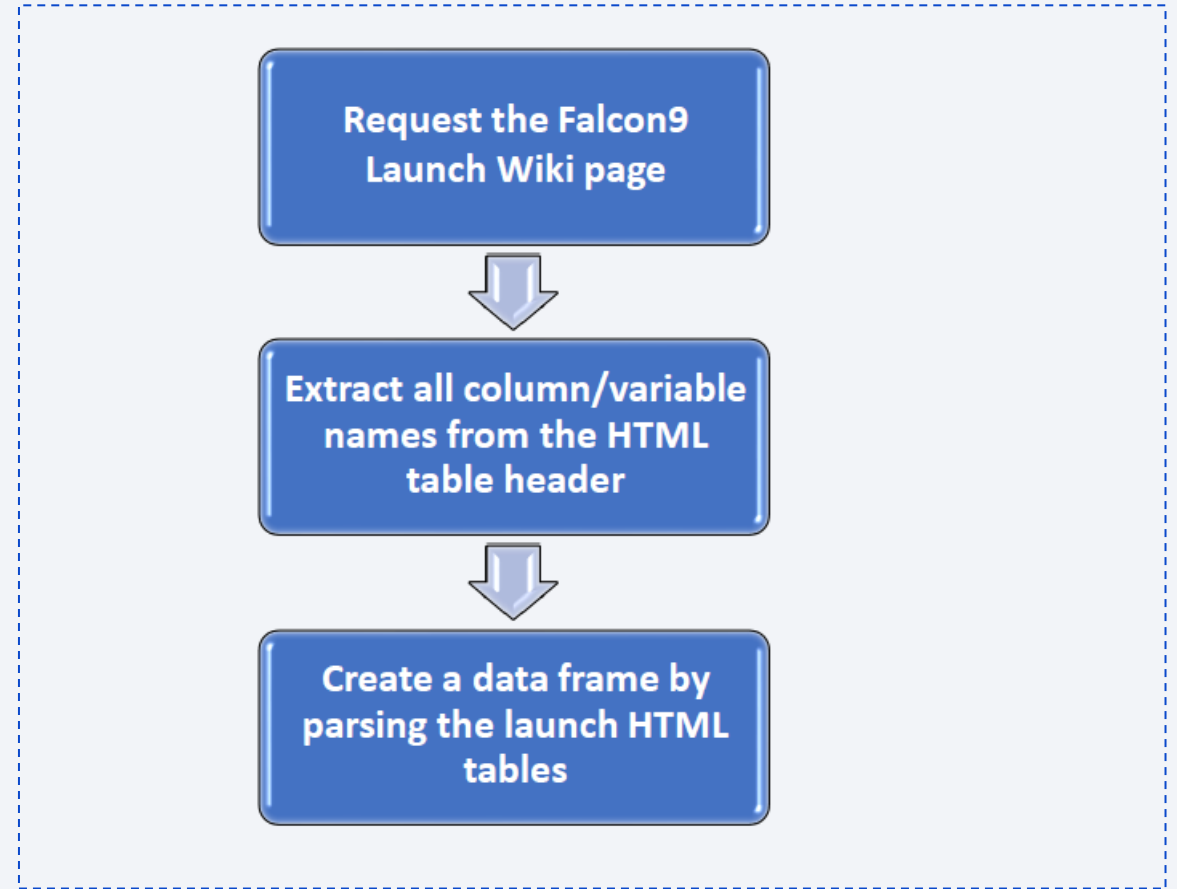 Request the Falcon9
Launch Wiki page
Extract all column/variable
names from the HTML
table header
Create a data frame by
parsing the launch HTML
tables